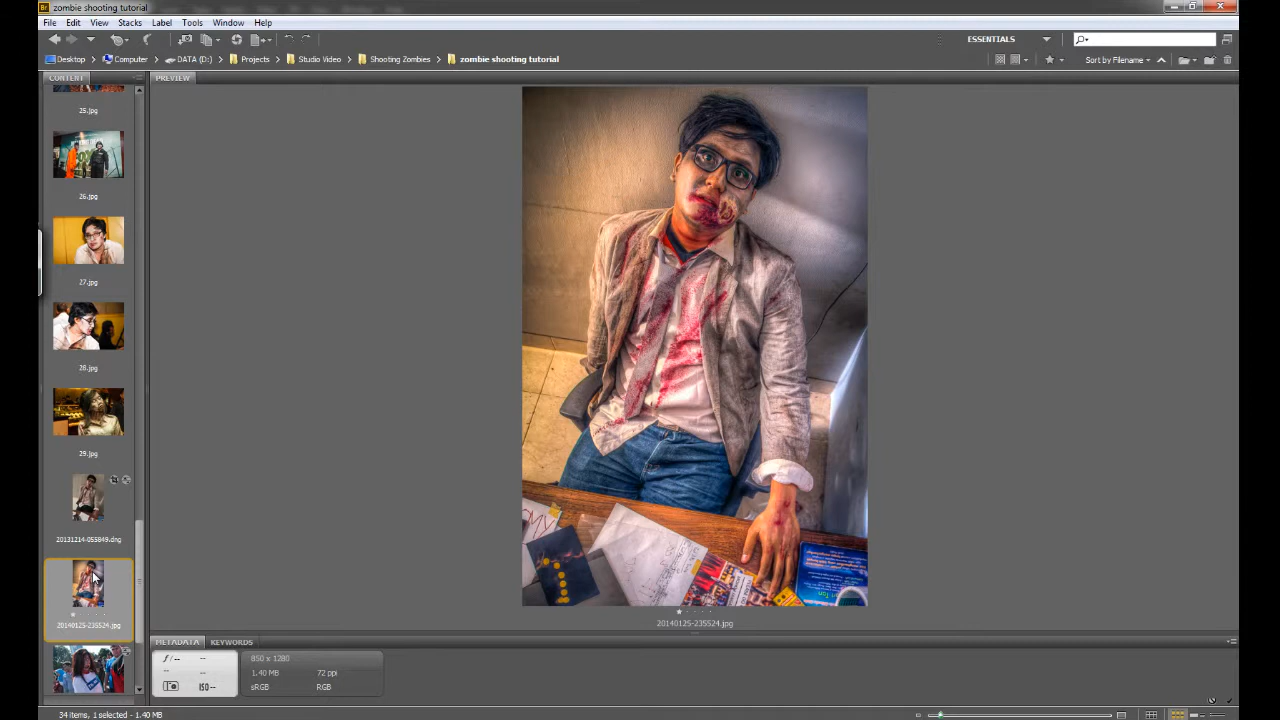 Br zombie shooting tutorial
File Edit View Stacks Label Tools Window Help
ESSENTIALS
Desktop Computer DATA (D:) Projects Studio Video Shooting Zombies zombie shooting tutorial
Sort by Filename
CONTENT
PREVIEW
25.jpg
26.jpg
27.jpg
28.jpg
29.jpg
20131214-055849.dng
20140125-235524.jpg
20140125-235524.jpg
METADATA KEYWORDS
f/-- --
-- --
ISO--
850 x 1280
1.40 MB 72 ppi
sRGB RGB
34 items, 1 selected - 1.40 MB